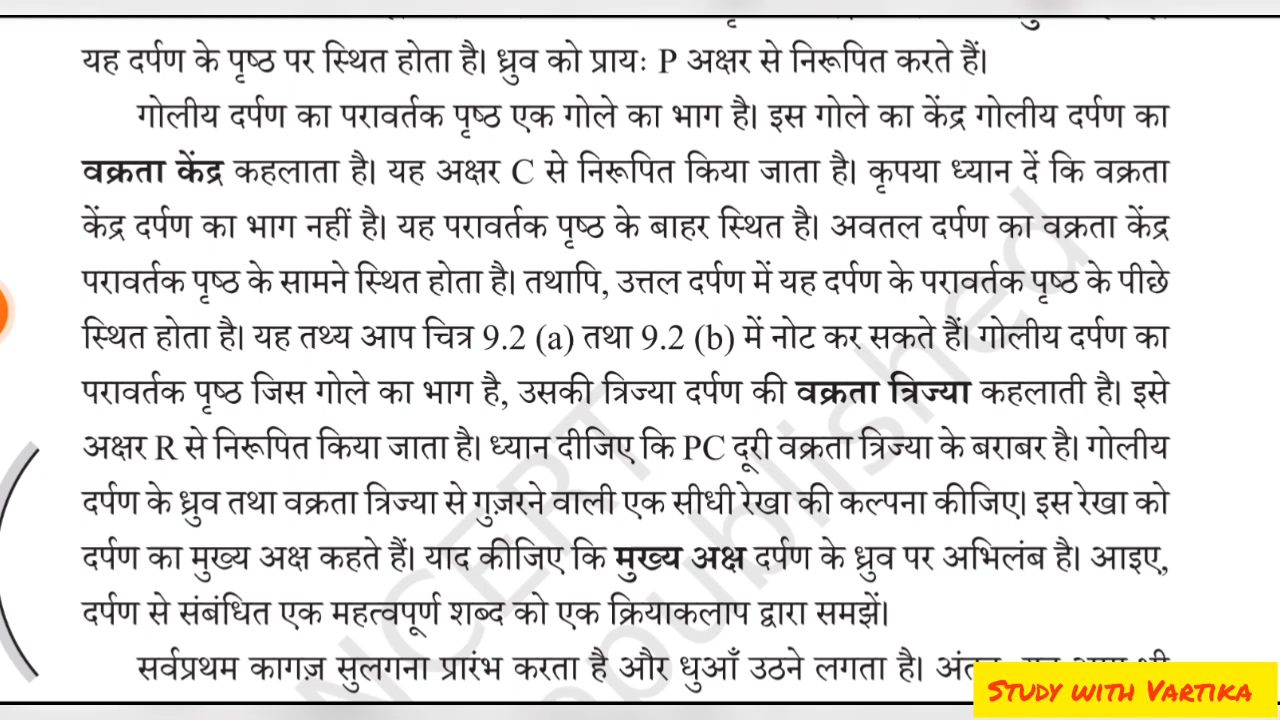 यह दर्पण के पृष्ठ पर स्थित होता है। ध्रुव को प्रायः P अक्षर से निरूपित करते हैं।
गोलीय दर्पण का परावर्तक पृष्ठ एक गोले का भाग है। इस गोले का केंद्र गोलीय दर्पण का
वक्रता केंद्र कहलाता है। यह अक्षर C से निरूपित किया जाता है। कृपया ध्यान दें कि वक्रता
केंद्र दर्पण का भाग नहीं है। यह परावर्तक पृष्ठ के बाहर स्थित है। अवतल दर्पण का वक्रता केंद्र
परावर्तक पृष्ठ के सामने स्थित होता है। तथापि, उत्तल दर्पण में यह दर्पण के परावर्तक पृष्ठ के पीछे
स्थित होता है। यह तथ्य आप चित्र 9.2 (a) तथा 9.2 (b) में नोट कर सकते हैं। गोलीय दर्पण का
परावर्तक पृष्ठ जिस गोले का भाग है, उसकी त्रिज्या दर्पण की वक्रता त्रिज्या कहलाती है। इसे
अक्षर R से निरूपित किया जाता है। ध्यान दीजिए कि PC दूरी वक्रता त्रिज्या के बराबर है। गोलीय
दर्पण के ध्रुव तथा वक्रता त्रिज्या से गुज़रने वाली एक सीधी रेखा की कल्पना कीजिए। इस रेखा को
दर्पण का मुख्य अक्ष कहते हैं। याद कीजिए कि मुख्य अक्ष दर्पण के ध्रुव पर अभिलंब है। आइए,
दर्पण से संबंधित एक महत्वपूर्ण शब्द को एक क्रियाकलाप द्वारा समझें।
सर्वप्रथम कागज़ सुलगना प्रारंभ करता है और धुआँ उठने लगता है।
STUDY WITH VARTIKA
NCERT
published